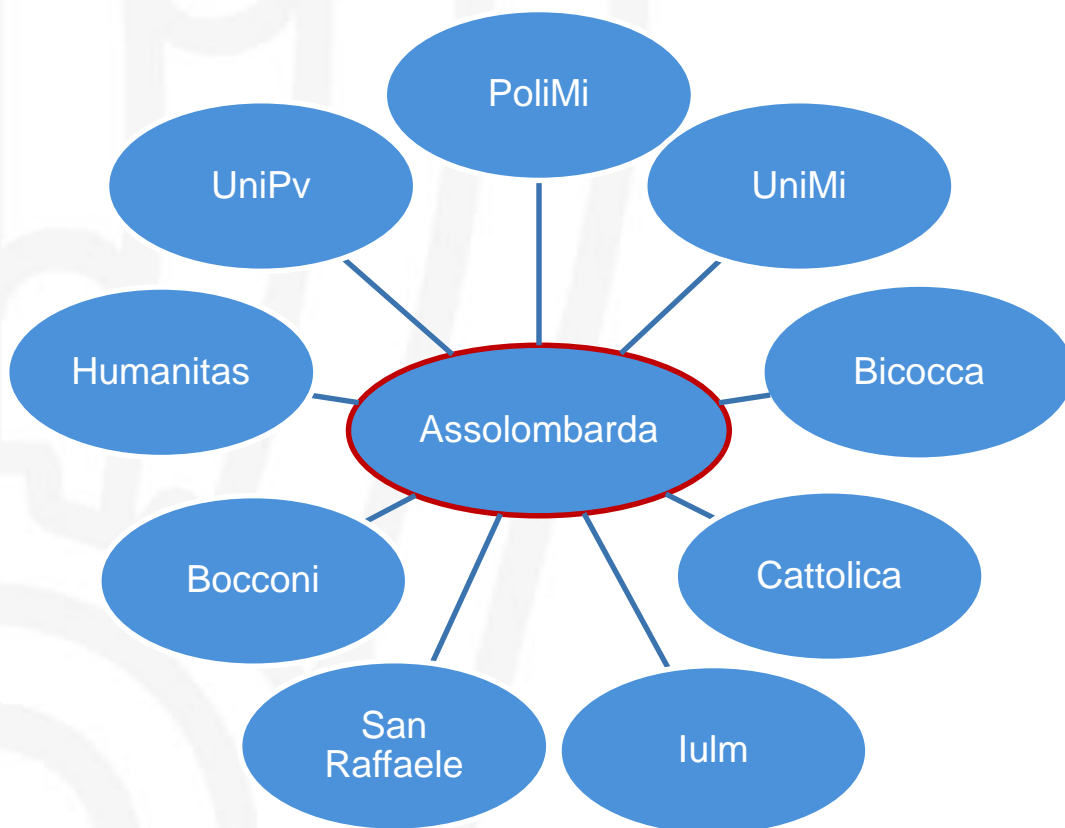 PoliMi
UniPv
UniMi
Humanitas
Bicocca
Assolombarda
Bocconi
Cattolica
San
Raffaele
Iulm